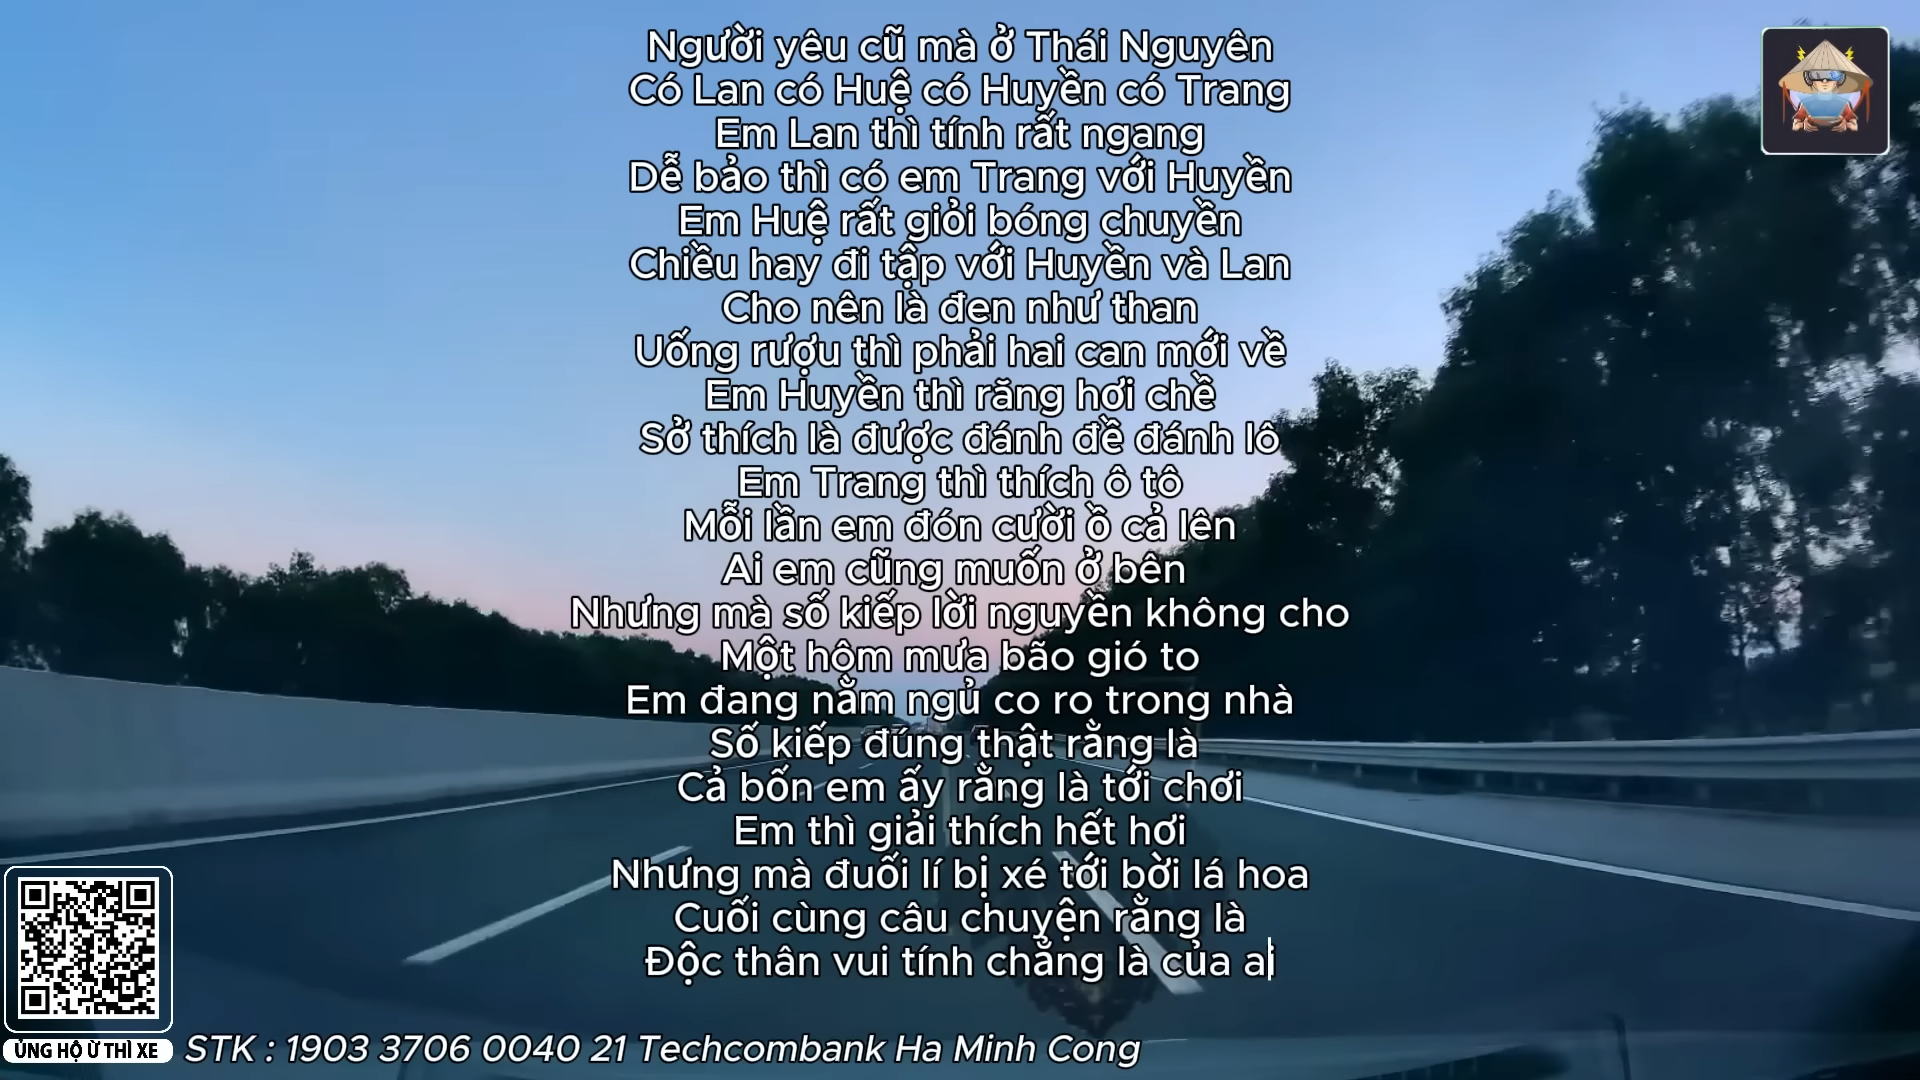 Người yêu cũ mà ở Thái Nguyên
Có Lan có Huệ có Huyền có Trang
Em Lan thì tính rất ngang
Dễ bảo thì có em Trang với Huyền
Em Huệ rất giỏi bóng chuyền
Chiều hay đi tập với Huyền và Lan
Cho nên là đen như than
Uống rượu thì phải hai can mới về
Em Huyền thì răng hơi chề
Sở thích là được đánh đề đánh lô
Em Trang thì thích ô tô
Mỗi lần em đón cười ồ cả lên
Ai em cũng muốn ở bên
Nhưng mà số kiếp lời nguyền không cho
Một hôm mưa bão gió to
Em đang nằm ngủ co ro trong nhà
Số kiếp đúng thật rằng là
Cả bốn em ấy rằng là tới chơi
Em thì giải thích hết hơi
Nhưng mà đuối lí bị xé tới bời lá hoa
Cuối cùng câu chuyện rằng là
Độc thân vui tính chẳng là của ai
ỦNG HỘ Ừ THÌ XE
STK : 1903 3706 0040 21 Techcombank Ha Minh Cong